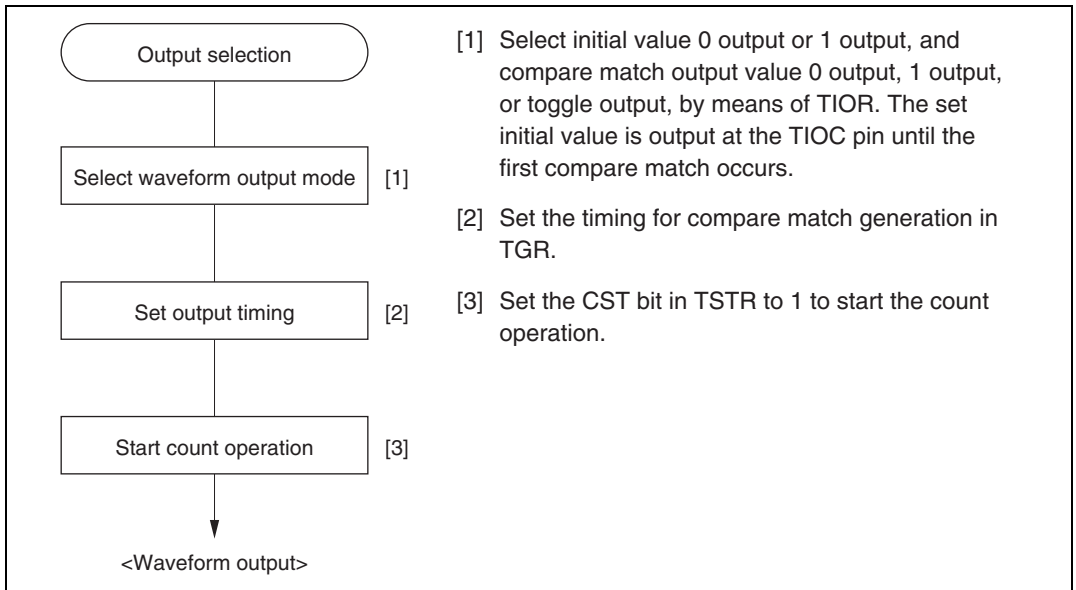 Output selection
Select waveform output mode [1]
Set output timing [2]
Start count operation [3]
<Waveform output>
[1] Select initial value 0 output or 1 output, and
compare match output value 0 output, 1 output,
or toggle output, by means of TIOR. The set
initial value is output at the TIOC pin until the
first compare match occurs.
[2] Set the timing for compare match generation in
TGR.
[3] Set the CST bit in TSTR to 1 to start the count
operation.